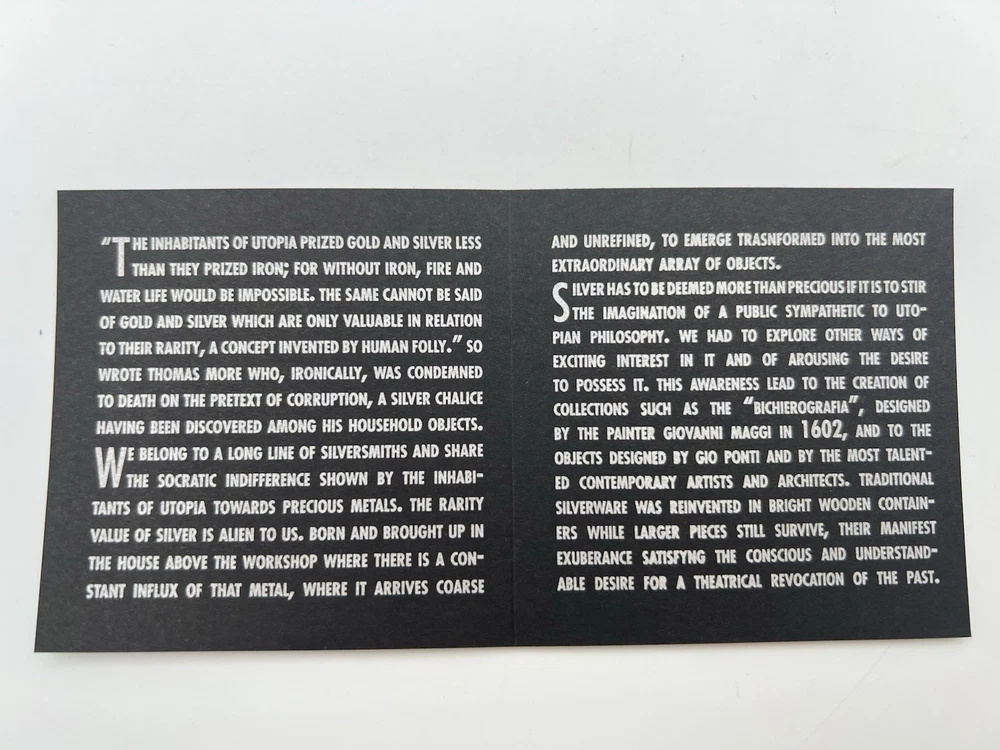 "THE INHABITANTS OF UTOPIA PRIZED GOLD AND SILVER LESS
THAN THEY PRIZED IRON; FOR WITHOUT IRON, FIRE AND
WATER LIFE WOULD BE IMPOSSIBLE. THE SAME CANNOT BE SAID
OF GOLD AND SILVER WHICH ARE ONLY VALUABLE IN RELATION
TO THEIR RARITY, A CONCEPT INVENTED BY HUMAN FOLLY." SO
WROTE THOMAS MORE WHO, IRONICALLY, WAS CONDEMNED
TO DEATH ON THE PRETEXT OF CORRUPTION, A SILVER CHALICE
HAVING BEEN DISCOVERED AMONG HIS HOUSEHOLD OBJECTS.
WE BELONG TO A LONG LINE OF SILVERSMITHS AND SHARE
THE SOCRATIC INDIFFERENCE SHOWN BY THE INHABI-
TANTS OF UTOPIA TOWARDS PRECIOUS METALS. THE RARITY
VALUE OF SILVER IS ALIEN TO US. BORN AND BROUGHT UP IN
THE HOUSE ABOVE THE WORKSHOP WHERE THERE IS A CON-
STANT INFLUX OF THAT METAL, WHERE IT ARRIVES COARSE
AND UNREFINED, TO EMERGE TRASNFORMED INTO THE MOST
EXTRAORDINARY ARRAY OF OBJECTS.
SILVER HAS TO BE DEEMED MORE THAN PRECIOUS IF IT IS TO STIR
THE IMAGINATION OF A PUBLIC SYMPATHETIC TO UTO-
PIAN PHILOSOPHY. WE HAD TO EXPLORE OTHER WAYS OF
EXCITING INTEREST IN IT AND OF AROUSING THE DESIRE
TO POSSESS IT. THIS AWARENESS LEAD TO THE CREATION OF
COLLECTIONS SUCH AS THE "BICHIEROGRAFIA", DESIGNED
BY THE PAINTER GIOVANNI MAGGI IN 1602, AND TO THE
OBJECTS DESIGNED BY GIO PONTI AND BY THE MOST TALENT-
ED CONTEMPORARY ARTISTS AND ARCHITECTS. TRADITIONAL
SILVERWARE WAS REINVENTED IN BRIGHT WOODEN CONTAIN-
ERS WHILE LARGER PIECES STILL SURVIVE, THEIR MANIFEST
EXUBERANCE SATISFYNG THE CONSCIOUS AND UNDERSTAND-
ABLE DESIRE FOR A THEATRICAL REVOCATION OF THE PAST.